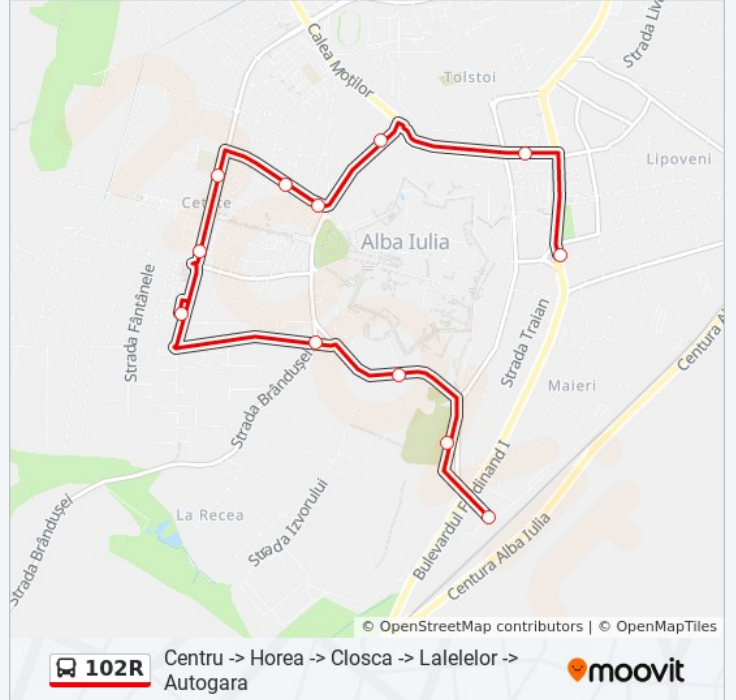 Calea Moților
Tolstoi
Strada Liv
Lipoveni
Cetate
Alba Iulia
Strada Fântânele
Strada Traian
Centura A
Maieri
Strada Brândușei
Bulevardul Ferdinand I
La Recea
Strada Izvorului
Strada Brândușei
Centura Alba Iulia
© OpenStreetMap contributors | © OpenMapTiles
102R
Centru -> Horea -> Closca -> Lalelelor ->
Autogara
moovit